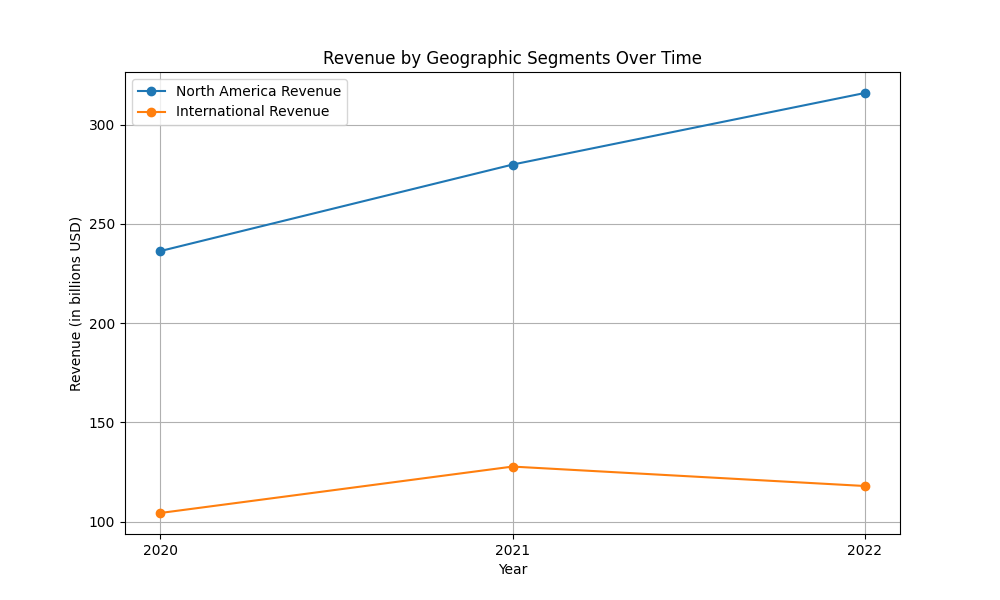 Revenue by Geographic Segments Over Time
North America Revenue
International Revenue
Revenue (in billions USD)
300
250
200
150
100
2020
2021
2022
Year